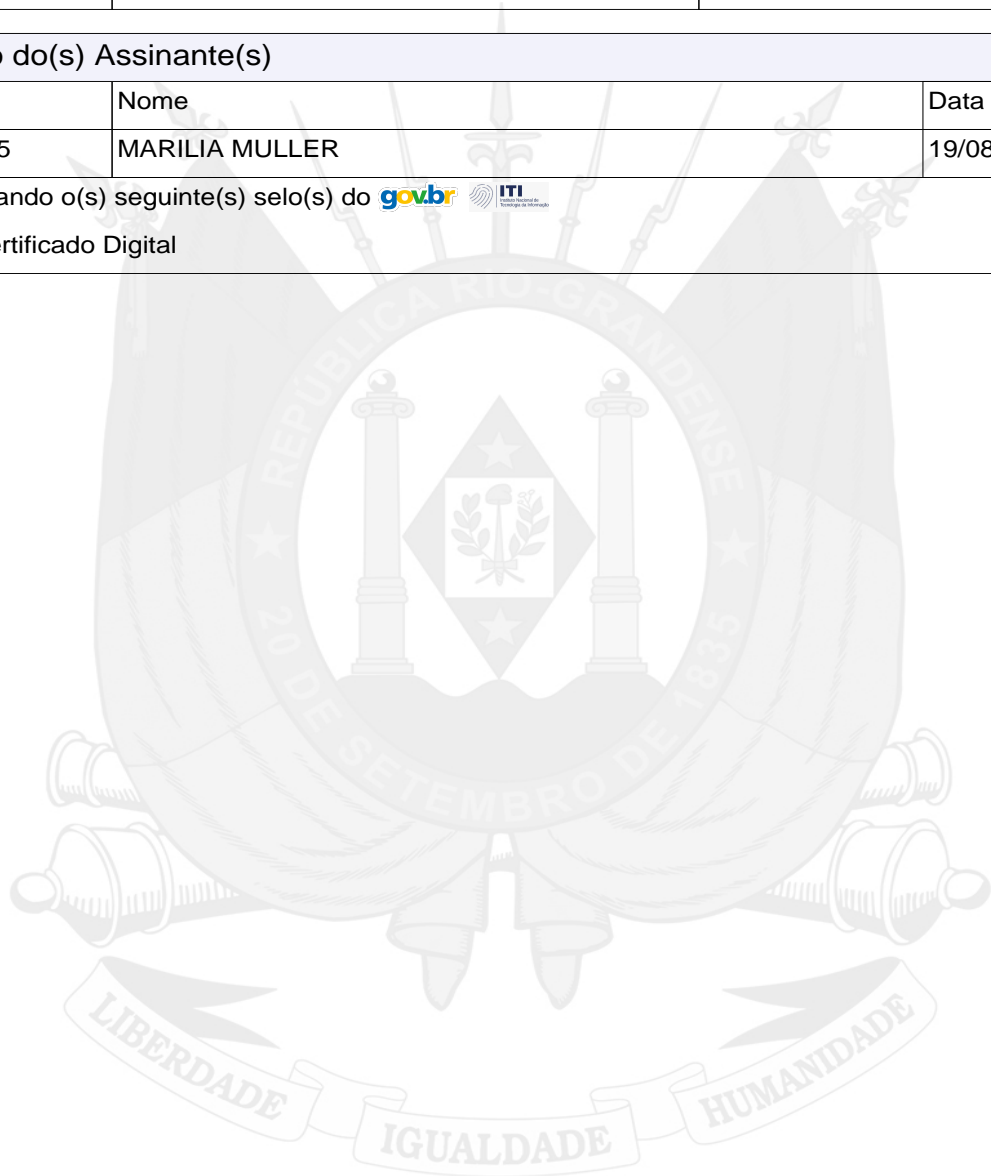 o do(s) Assinante(s)
Nome Data
5 MARILIA MULLER 19/08
ando o(s) seguinte(s) selo(s) do gov.br ITI
rtificado Digital
REPÚBLICA RIO-GRANDENSE
20 DE SETEMBRO DE 1835
LIBERDADE IGUALDADE HUMANIDADE